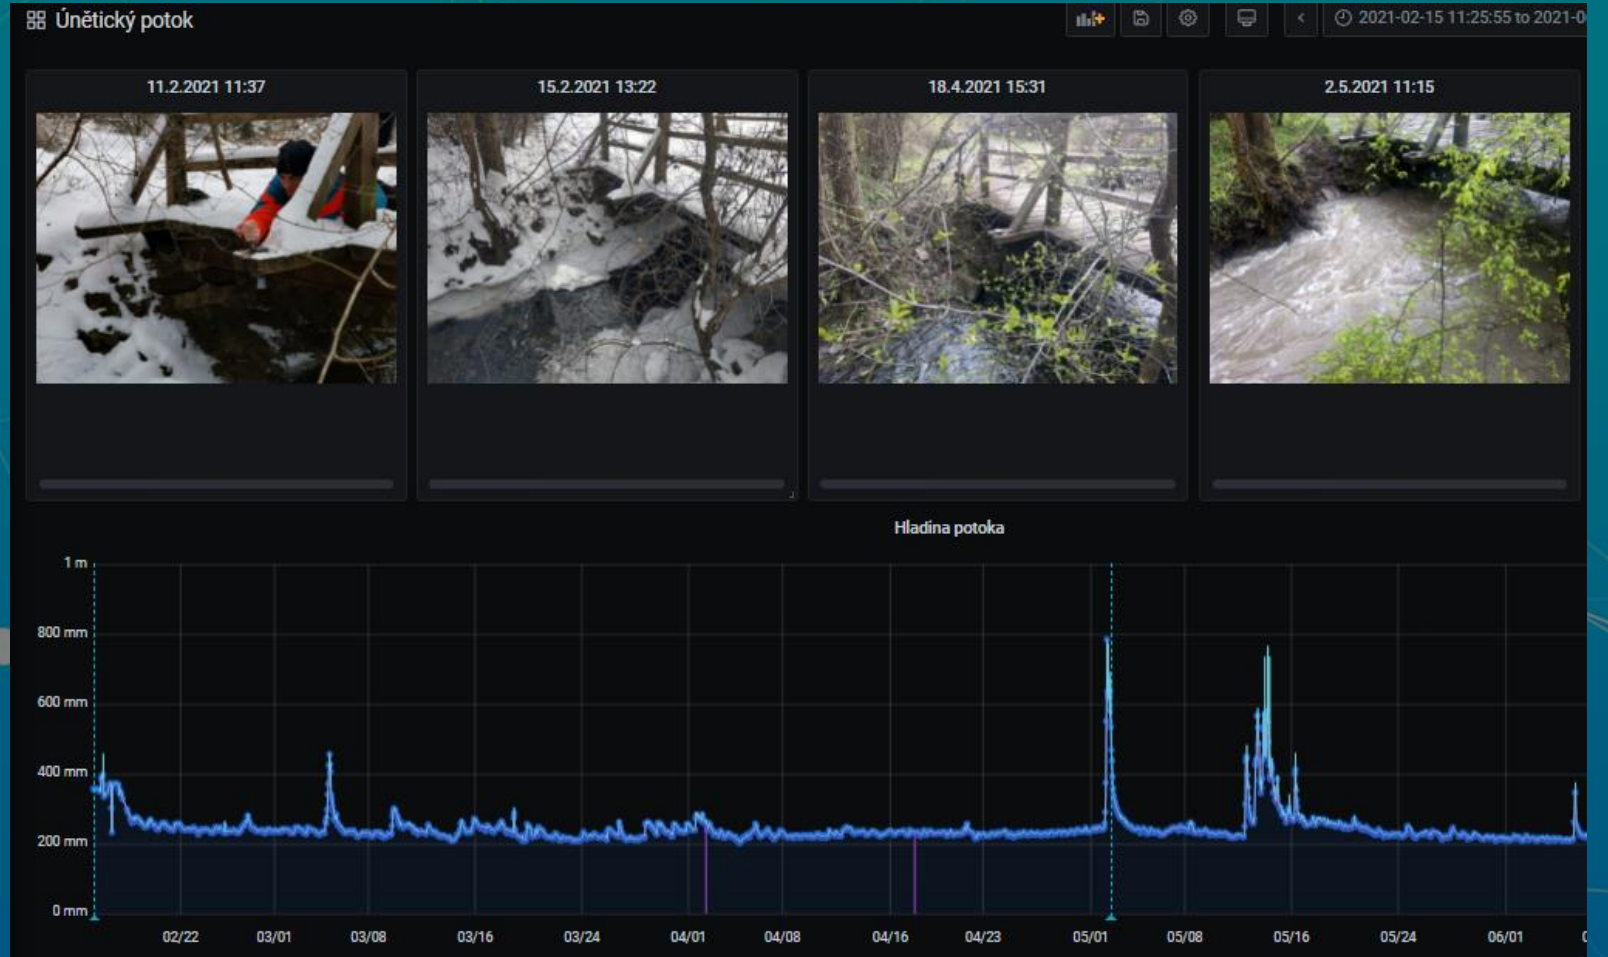 Únětický potok
2021-02-15 11:25:55 to 2021-0
11.2.2021 11:37
15.2.2021 13:22
18.4.2021 15:31
2.5.2021 11:15
Hladina potoka
1 m
800 mm
600 mm
400 mm
200 mm
0 mm
02/22 03/01 03/08 03/16 03/24 04/01 04/08 04/16 04/23 05/01 05/08 05/16 05/24 06/01